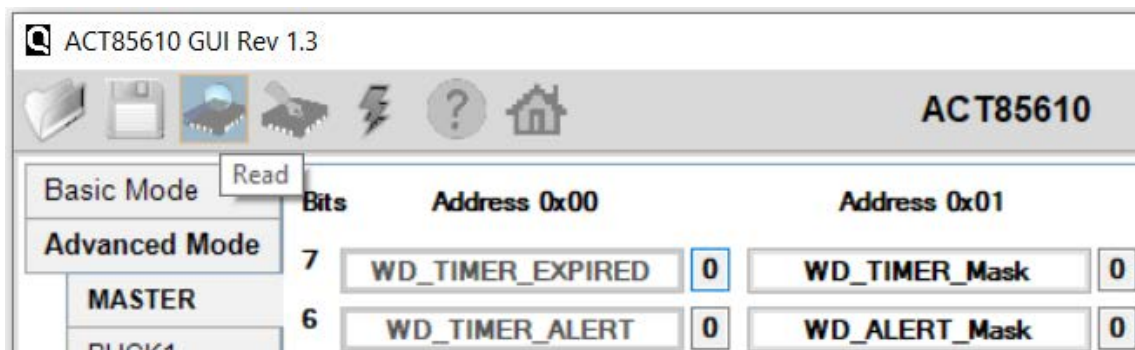 ACT85610 GUI Rev 1.3
ACT85610
Read
Basic Mode
Advanced Mode
MASTER
BUCK1
Bits Address 0x00 Address 0x01
7 WD_TIMER_EXPIRED 0 WD_TIMER_Mask 0
6 WD_TIMER_ALERT 0 WD_ALERT_Mask 0